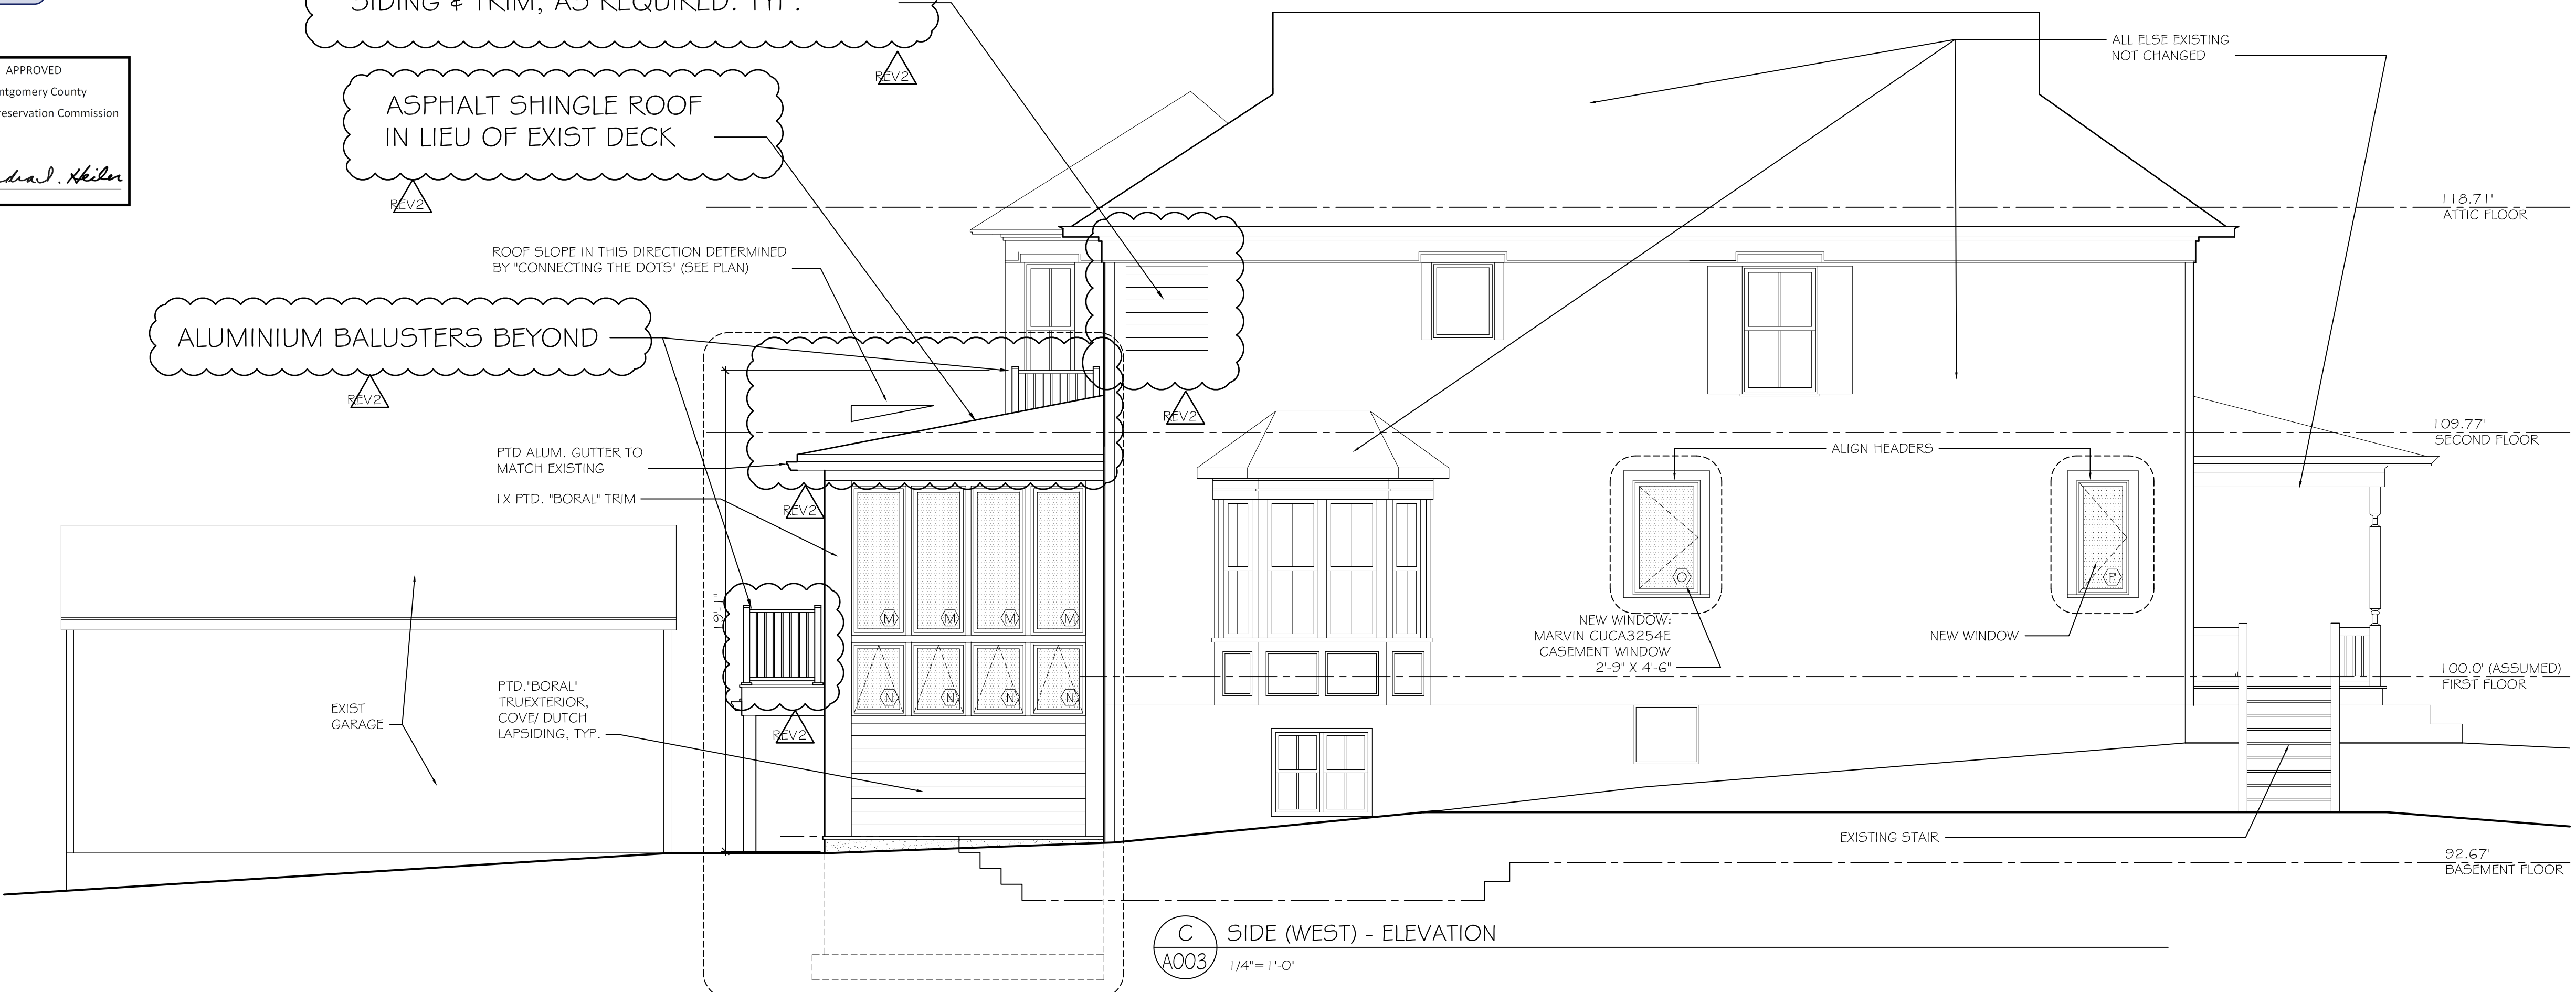 SIDING & TRIM, AS REQUIRED. TYP.
REV2
APPROVED
ntgomery County
reservation Commission
ASPHALT SHINGLE ROOF
IN LIEU OF EXIST DECK
REV2
ALL ELSE EXISTING
NOT CHANGED
118.71'
ATTIC FLOOR
ROOF SLOPE IN THIS DIRECTION DETERMINED
BY "CONNECTING THE DOTS" (SEE PLAN)
ALUMINIUM BALUSTERS BEYOND
REV2
REV2
109.77'
SECOND FLOOR
PTD ALUM. GUTTER TO
MATCH EXISTING
1X PTD. "BORAL" TRIM
REV2
ALIGN HEADERS
19'-1"
M
M
M
M
N
N
N
N
O
P
NEW WINDOW:
MARVIN CUCA3254E
CASEMENT WINDOW
2'-9" X 4'-6"
NEW WINDOW
100.0' (ASSUMED)
FIRST FLOOR
EXIST
GARAGE
PTD."BORAL"
TRUEXTERIOR,
COVE/ DUTCH
LAPSIDING, TYP.
REV2
EXISTING STAIR
92.67'
BASEMENT FLOOR
C
A003
SIDE (WEST) - ELEVATION
1/4"=1'-0"